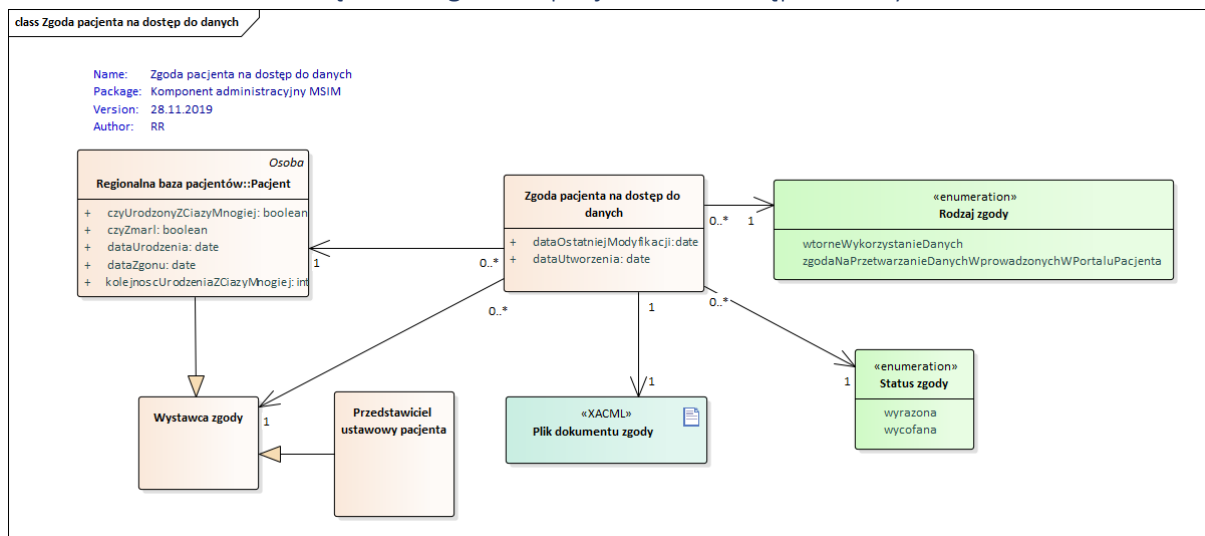 class Zgoda pacjenta na dostęp do danych
Name: Zgoda pacjenta na dostęp do danych
Package: Komponent administracyjny MSIM
Version: 28.11.2019
Author: RR
Osoba
Regionalna baza pacjentów::Pacjent
+ czyUrodzonyZCiazyMnogiej: boolean
+ czyZmarl: boolean
+ dataUrodzenia: date
+ dataZgonu: date
+ kolejnoscUrodzeniaZCiazyMnogiej: int
Zgoda pacjenta na dostęp do
danych
+ dataOstatniejModyfikacji: date
+ dataUtworzenia: date
«enumeration»
Rodzaj zgody
wtorneWykorzystanieDanych
zgodaNaPrzetwarzanieDanychWprowadzonychWPortaluPacjenta
0..* 1
1 0..*
0..*
1
0..*
«enumeration»
Status zgody
wyrazona
wycofana
1
1
Wystawca zgody
1
Przedstawiciel
ustawowy pacjenta
«XACML»
Plik dokumentu zgody